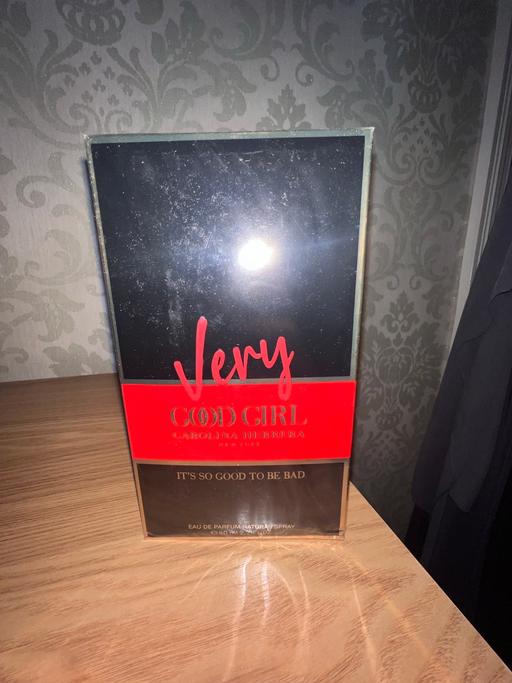 Very
GOOD GIRL
CAROLINA HERRERA
NEW YORK
IT'S SO GOOD TO BE BAD
EAU DE PARFUM NATURAL SPRAY